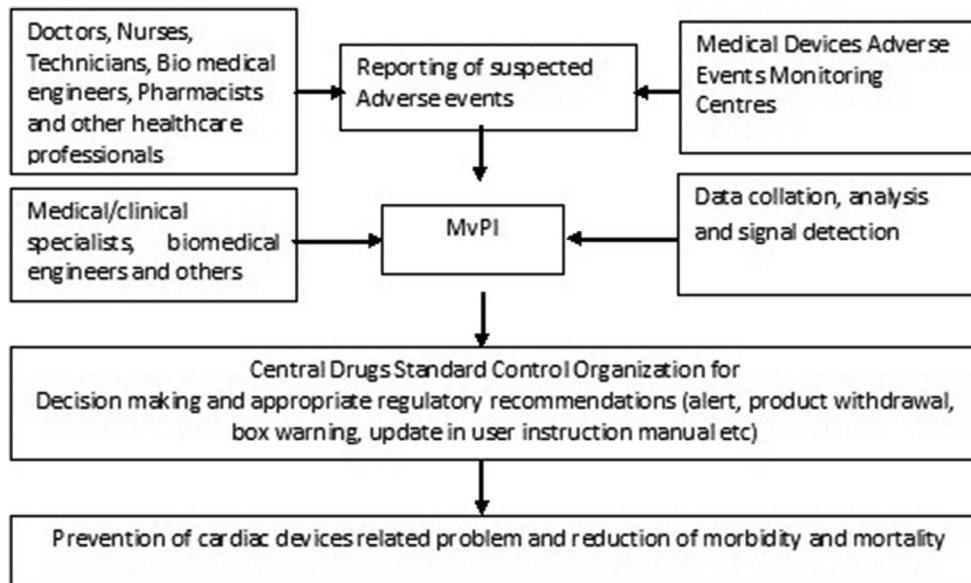 Doctors, Nurses,
Technicians, Bio medical
engineers, Pharmacists
and other healthcare
professionals
Reporting of suspected
Adverse events
Medical Devices Adverse
Events Monitoring
Centres
Medical/clinical
specialists, biomedical
engineers and others
MvPI
Data collation, analysis
and signal detection
Central Drugs Standard Control Organization for
Decision making and appropriate regulatory recommendations (alert, product withdrawal,
box warning, update in user instruction manual etc)
Prevention of cardiac devices related problem and reduction of morbidity and mortality